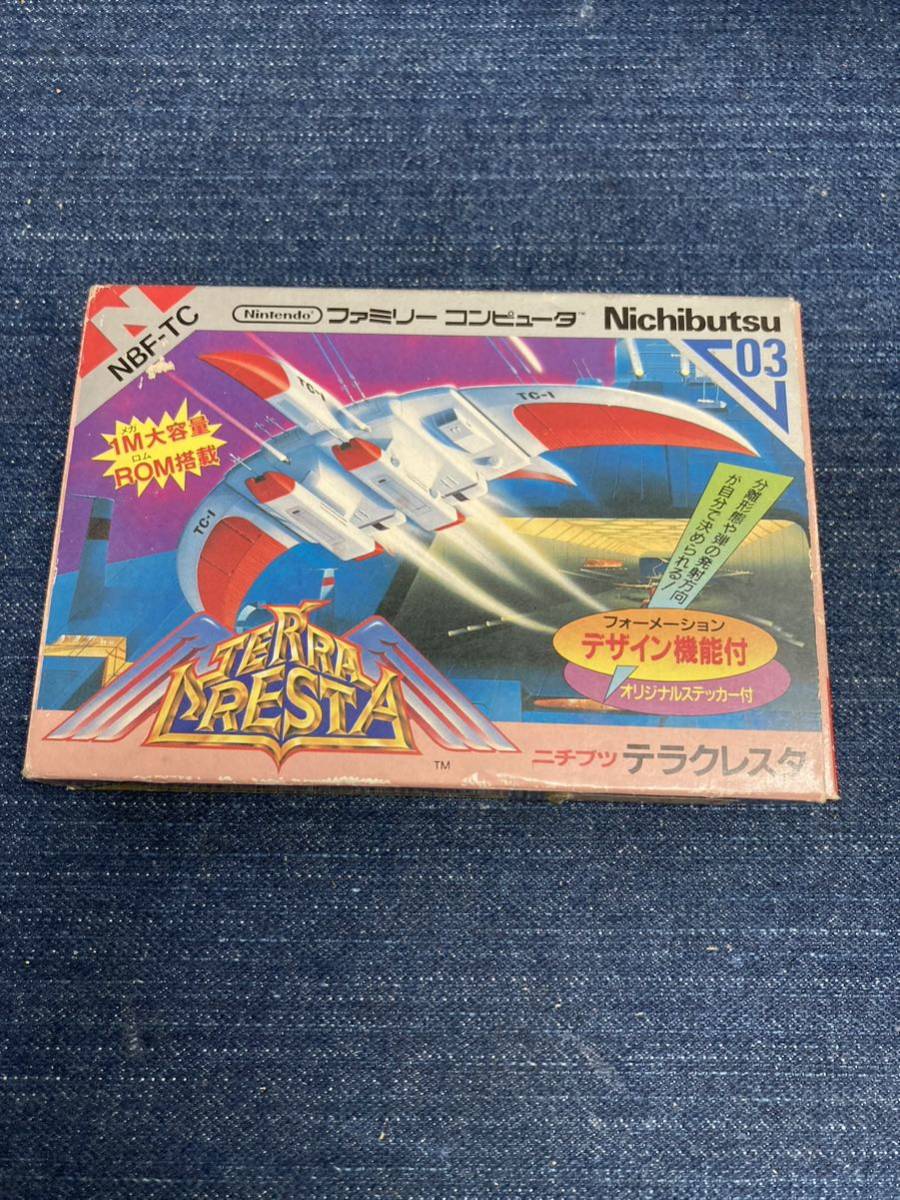 N
NBF-TC
Nintendo ファミリー コンピュータ™
Nichibutsu
03
メガ
1M大容量
ロム
ROM搭載
TC-1
TC-1
TC-1
分離形態や弾の発射方向
が自分で決められる!
フォーメーション
デザイン機能付
オリジナルステッカー付
TERRA
CRESTA
TM
ニチブツ テラクレスタ